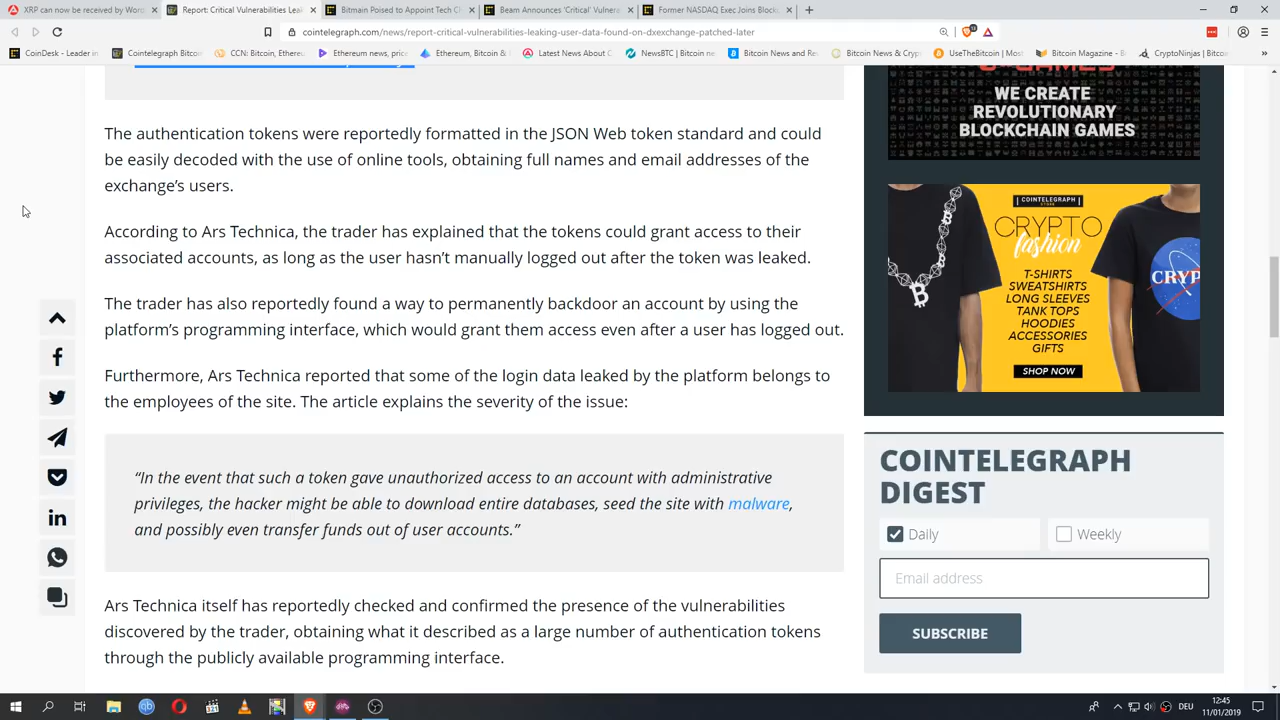 XRP can now be received by Wor
Report: Critical Vulnerabilities Leak
Bitmain Poised to Appoint Tech Ch
Beam Announces 'Critical' Vulnera
Former NASDAQ Exec Joins Blockc
cointelegraph.com/news/report-critical-vulnerabilities-leaking-user-data-found-on-dxexchange-patched-later
CoinDesk - Leader in
Cointelegraph Bitcoin
CCN: Bitcoin, Ethereu
Ethereum news, price
Ethereum, Bitcoin &
Latest News About C
NewsBTC | Bitcoin ne
Bitcoin News and Re
Bitcoin News & Cryp
UseTheBitcoin | Most
Bitcoin Magazine - B
CryptoNinjas | Bitcoi
The authentication tokens were reportedly formatted in the JSON Web token standard and could
be easily decoded with the use of online tools, obtaining full names and email addresses of the
exchange's users.
According to Ars Technica, the trader has explained that the tokens could grant access to their
associated accounts, as long as the user hasn't manually logged out after the token was leaked.
The trader has also reportedly found a way to permanently backdoor an account by using the
platform's programming interface, which would grant them access even after a user has logged out.
Furthermore, Ars Technica reported that some of the login data leaked by the platform belongs to
the employees of the site. The article explains the severity of the issue:
“In the event that such a token gave unauthorized access to an account with administrative
privileges, the hacker might be able to download entire databases, seed the site with malware,
and possibly even transfer funds out of user accounts.”
Ars Technica itself has reportedly checked and confirmed the presence of the vulnerabilities
discovered by the trader, obtaining what it described as a large number of authentication tokens
through the publicly available programming interface.
WE CREATE
REVOLUTIONARY
BLOCKCHAIN GAMES
| COINTELEGRAPH |
STORE
CRYPTO
fashion
T-SHIRTS
SWEATSHIRTS
LONG SLEEVES
TANK TOPS
HOODIES
ACCESSORIES
GIFTS
SHOP NOW
CRYP
COINTELEGRAPH
DIGEST
Daily
Weekly
Email address
SUBSCRIBE
DEU
12:45
11/01/2019